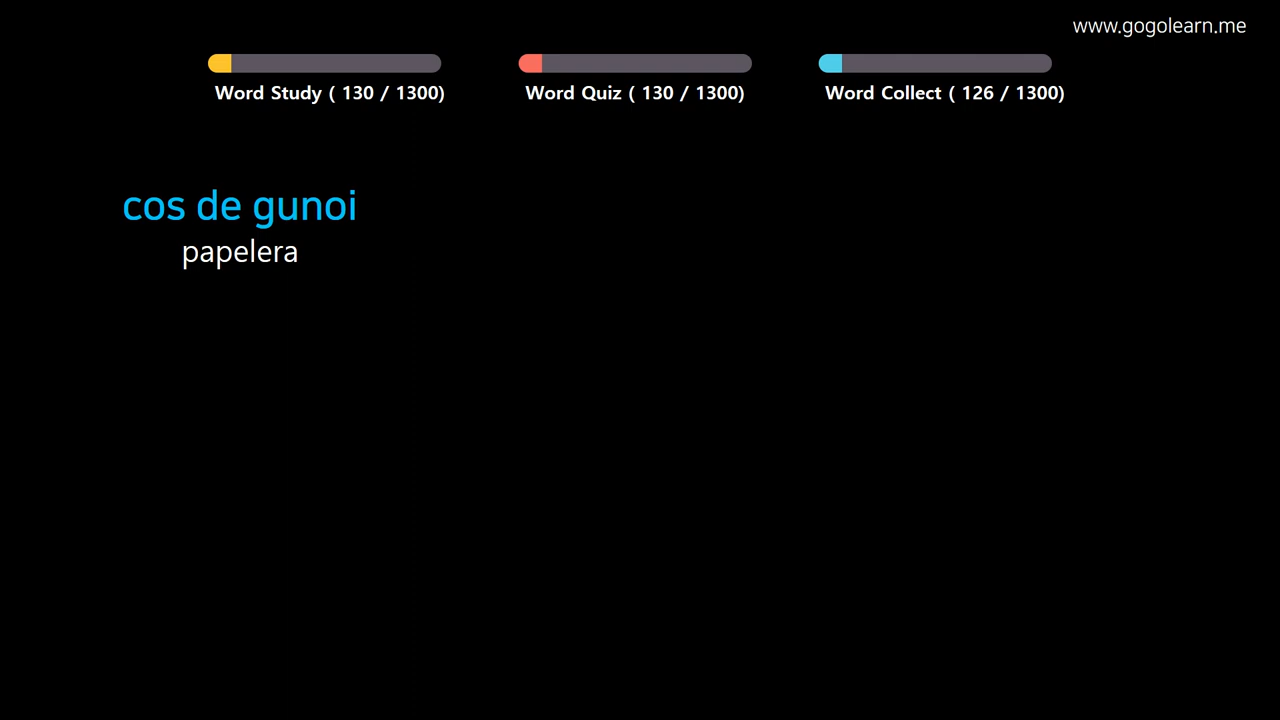 www.gogolearn.me
Word Study ( 130 / 1300)
Word Quiz ( 130 / 1300)
Word Collect ( 126 / 1300)
cos de gunoi
papelera